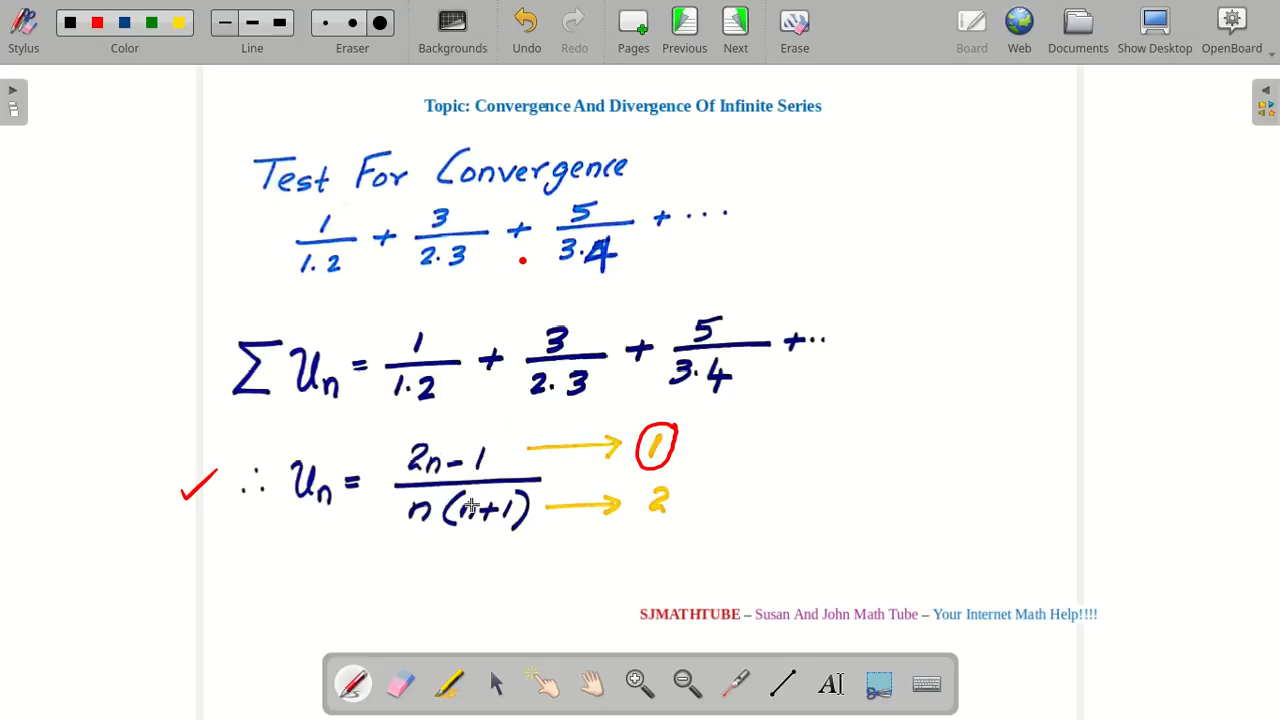 Stylus Color Line Eraser Backgrounds Undo Redo Pages Previous Next Erase Board Web Documents Show Desktop OpenBoard
Topic: Convergence And Divergence Of Infinite Series
Test For Convergence
1/1.2 + 3/2.3 + 5/3.4 + ...
∑ Un = 1/1.2 + 3/2.3 + 5/3.4 + ..
∴ Un = 2n-1/n(n+1) → 1 → 2
SJMATHTUBE – Susan And John Math Tube – Your Internet Math Help!!!!